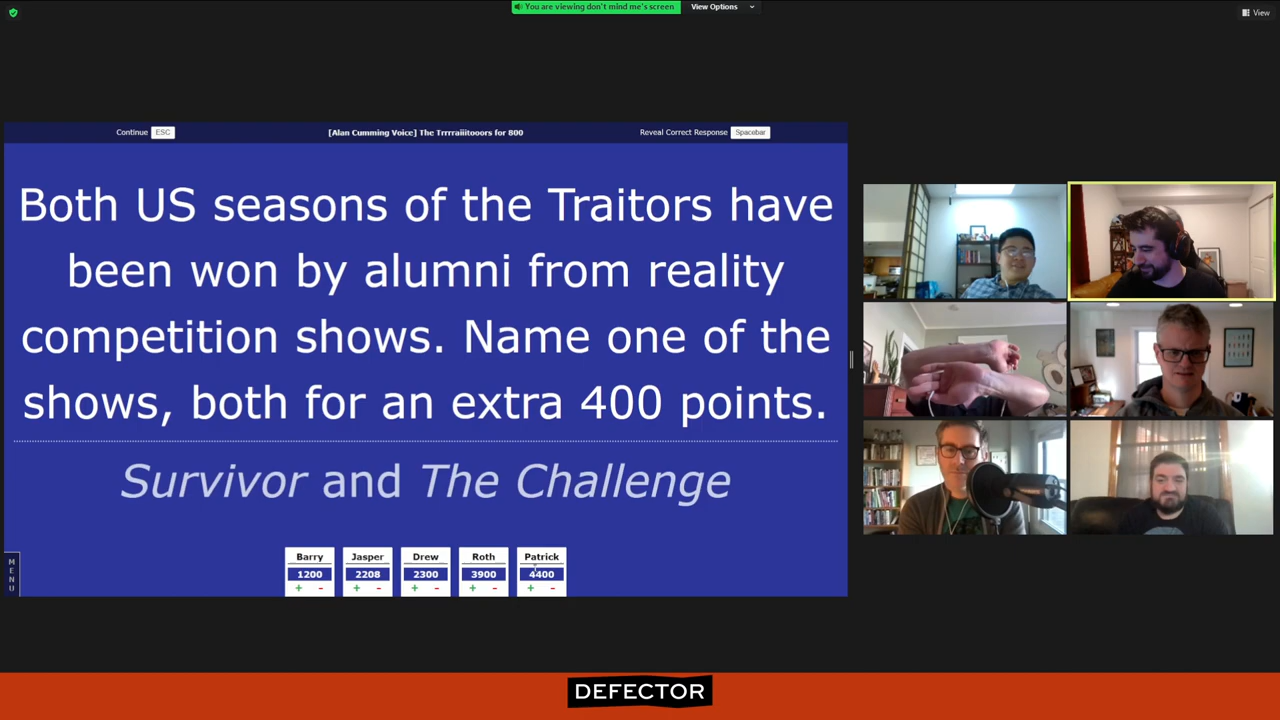 You are viewing don't mind me's screen
View Options
View
Continue ESC
[Alan Cumming Voice] The Trrrraiiitooors for 800
Reveal Correct Response Spacebar
Both US seasons of the Traitors have
been won by alumni from reality
competition shows. Name one of the
shows, both for an extra 400 points.
Survivor and The Challenge
MENU
Barry Jasper Drew Roth Patrick
1200 2208 2300 3900 4400
+ - + - + - + - + -
DEFECTOR